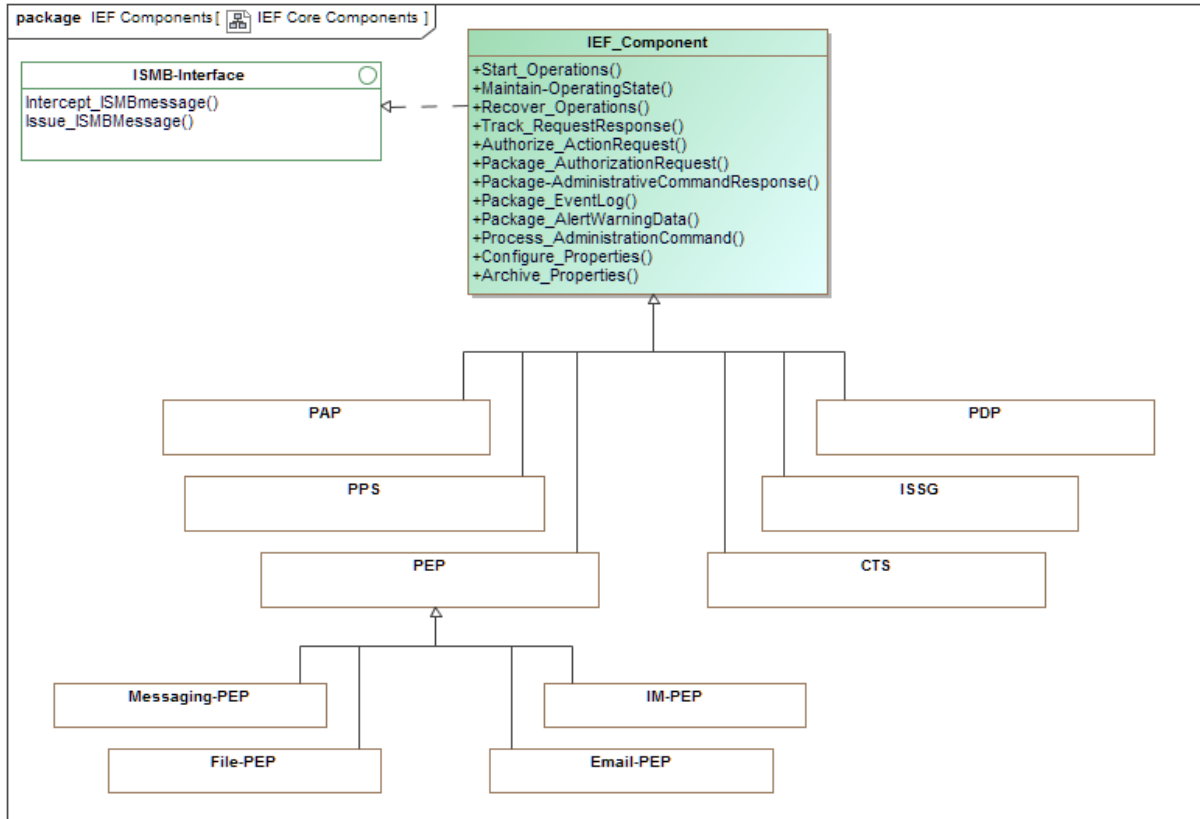 package IEF Components[ IEF Core Components ]
IEF_Component
+Start_Operations()
+Maintain-OperatingState()
+Recover_Operations()
+Track_RequestResponse()
+Authorize_ActionRequest()
+Package_AuthorizationRequest()
+Package-AdministrativeCommandResponse()
+Package_EventLog()
+Package_AlertWarningData()
+Process_AdministrationCommand()
+Configure_Properties()
+Archive_Properties()
ISMB-Interface
Intercept_ISMBmessage()
Issue_ISMBMessage()
PAP
PDP
PPS
ISSG
PEP
CTS
Messaging-PEP
IM-PEP
File-PEP
Email-PEP